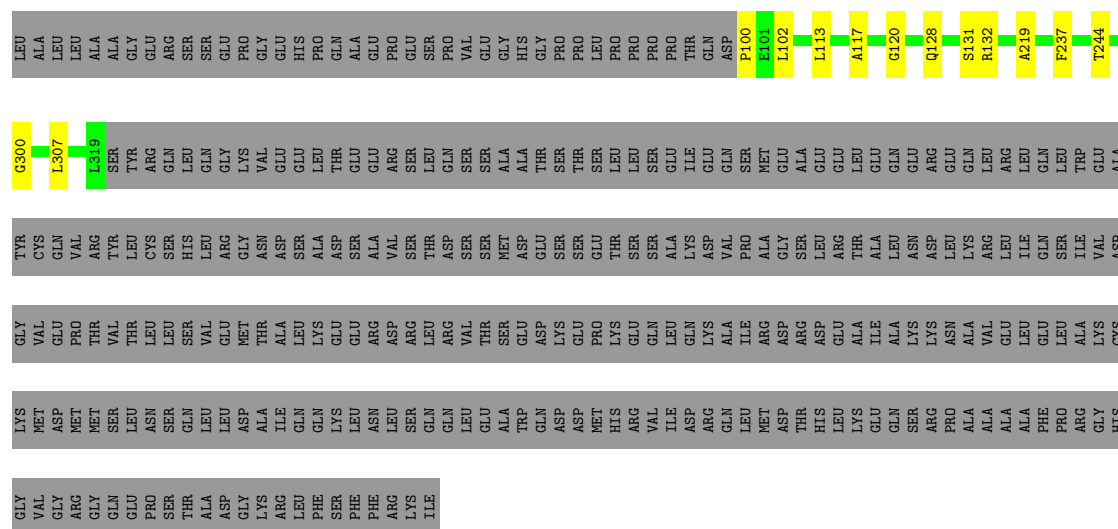 LEU ALA LEU LEU ALA ALA GLY GLU ARG SER SER GLU PRO GLY GLU HIS PRO GLN ALA GLU PRO GLU SER PRO VAL GLU GLY HIS GLY PRO PRO LEU PRO PRO PRO PRO THR GLN ASP P100 E101 L102 L113 A117 G120 Q128 S131 R132 A219 F237 T244
G300 L307 L319 SER TYR ARG GLN LEU GLN GLY LYS VAL GLU GLU LEU THR GLU GLU ARG SER LEU GLN SER SER ALA ALA THR SER THR SER LEU LEU SER GLU ILE GLU GLN SER MET GLU ALA GLU GLU LEU GLU GLN GLU ARG GLU GLN LEU ARG LEU GLN LEU TRP GLU ALA
TYR CYS GLN VAL ARG TYR LEU CYS SER HIS LEU ARG GLY ASN ASP SER ALA ASP SER ALA VAL SER THR ASP SER SER MET ASP GLU SER SER GLU THR SER SER ALA LYS ASP VAL PRO ALA GLY SER LEU ARG THR ALA LEU ASN ASP LEU LYS ARG LEU ILE GLN SER ILE VAL ASP
GLY VAL GLU PRO THR VAL THR LEU LEU SER VAL GLU MET THR ALA LEU LYS GLU GLU ARG ASP ARG LEU ARG VAL THR SER GLU ASP LYS GLU PRO LYS GLU GLN LEU GLN LYS ALA ILE ARG ASP ARG ASP GLU ALA ILE ALA LYS LYS ASN ALA VAL GLU LEU GLU LEU ALA LYS CYS
LYS MET ASP MET MET SER LEU ASN SER GLN LEU LEU ASP ALA ILE GLN GLN LYS LEU ASN LEU SER GLN GLN LEU GLU ALA TRP GLN ASP ASP MET HIS ARG VAL ILE ASP ARG GLN LEU MET ASP THR HIS LEU LYS GLU GLN SER ARG PRO ALA ALA ALA ALA PHE PRO ARG GLY HIS
GLY VAL GLY ARG GLY GLN GLU PRO SER THR ALA ASP GLY LYS ARG LEU PHE SER PHE PHE ARG LYS ILE